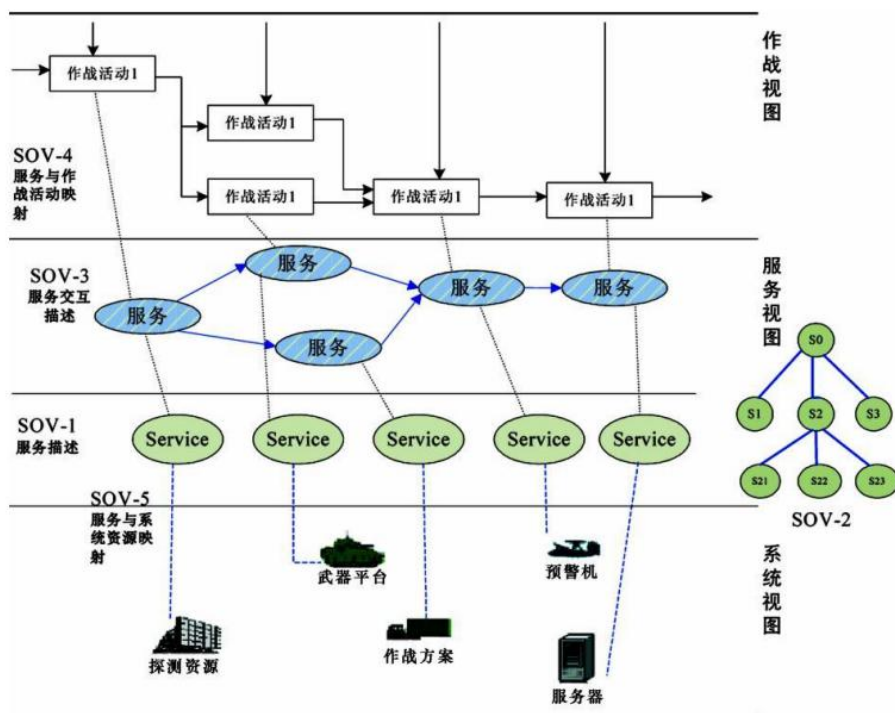 作战活动1
作战活动1
作战活动1
作战活动1
作战活动1
作战视图
SOV-4
服务与作
战活动映
射
SOV-3
服务交互
描述
服务
服务
服务
服务
服务
服务视图
S0
S1
S2
S3
S21
S22
S23
SOV-2
SOV-1
服务描述
Service
Service
Service
Service
Service
SOV-5
服务与系
统资源映
射
武器平台
预警机
探测资源
作战方案
服务器
系统视图